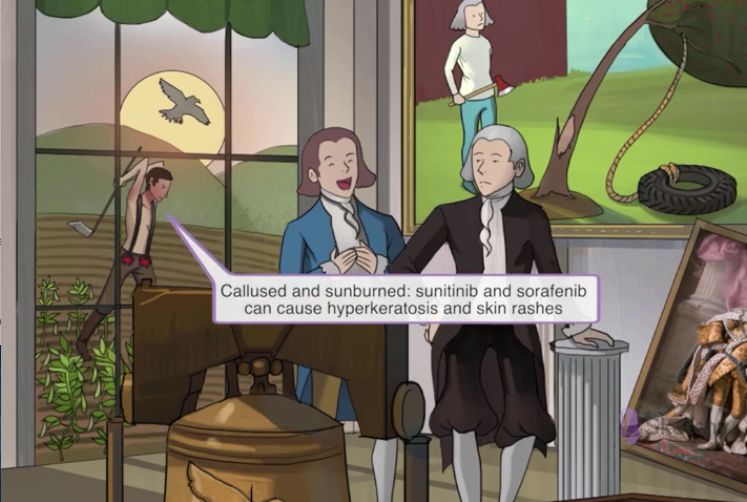 Callused and sunburned: sunitinib and sorafenib
can cause hyperkeratosis and skin rashes